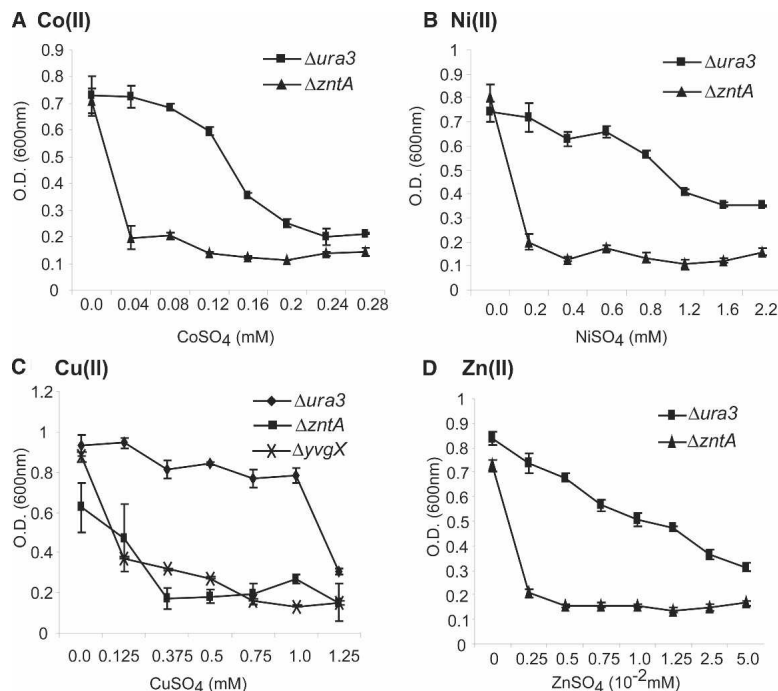 A Co(II)
Δura3
ΔzntA
0.9
0.8
0.7
0.6
0.5
0.4
0.3
0.2
0.1
0
O.D. (600nm)
0.0 0.04 0.08 0.12 0.16 0.2 0.24 0.28
CoSO4 (mM)
B Ni(II)
Δura3
ΔzntA
1
0.9
0.8
0.7
0.6
0.5
0.4
0.3
0.2
0.1
0
O.D. (600nm)
0.0 0.2 0.4 0.6 0.8 1.2 1.6 2.2
NiSO4 (mM)
C Cu(II)
Δura3
ΔzntA
ΔyvgX
1.2
1
0.8
0.6
0.4
0.2
0
O.D. (600nm)
0.0 0.125 0.375 0.5 0.75 1.0 1.25
CuSO4 (mM)
D Zn(II)
Δura3
ΔzntA
1
0.9
0.8
0.7
0.6
0.5
0.4
0.3
0.2
0.1
0
O.D. (600nm)
0 0.25 0.5 0.75 1.0 1.25 2.5 5.0
ZnSO4 (10-2mM)